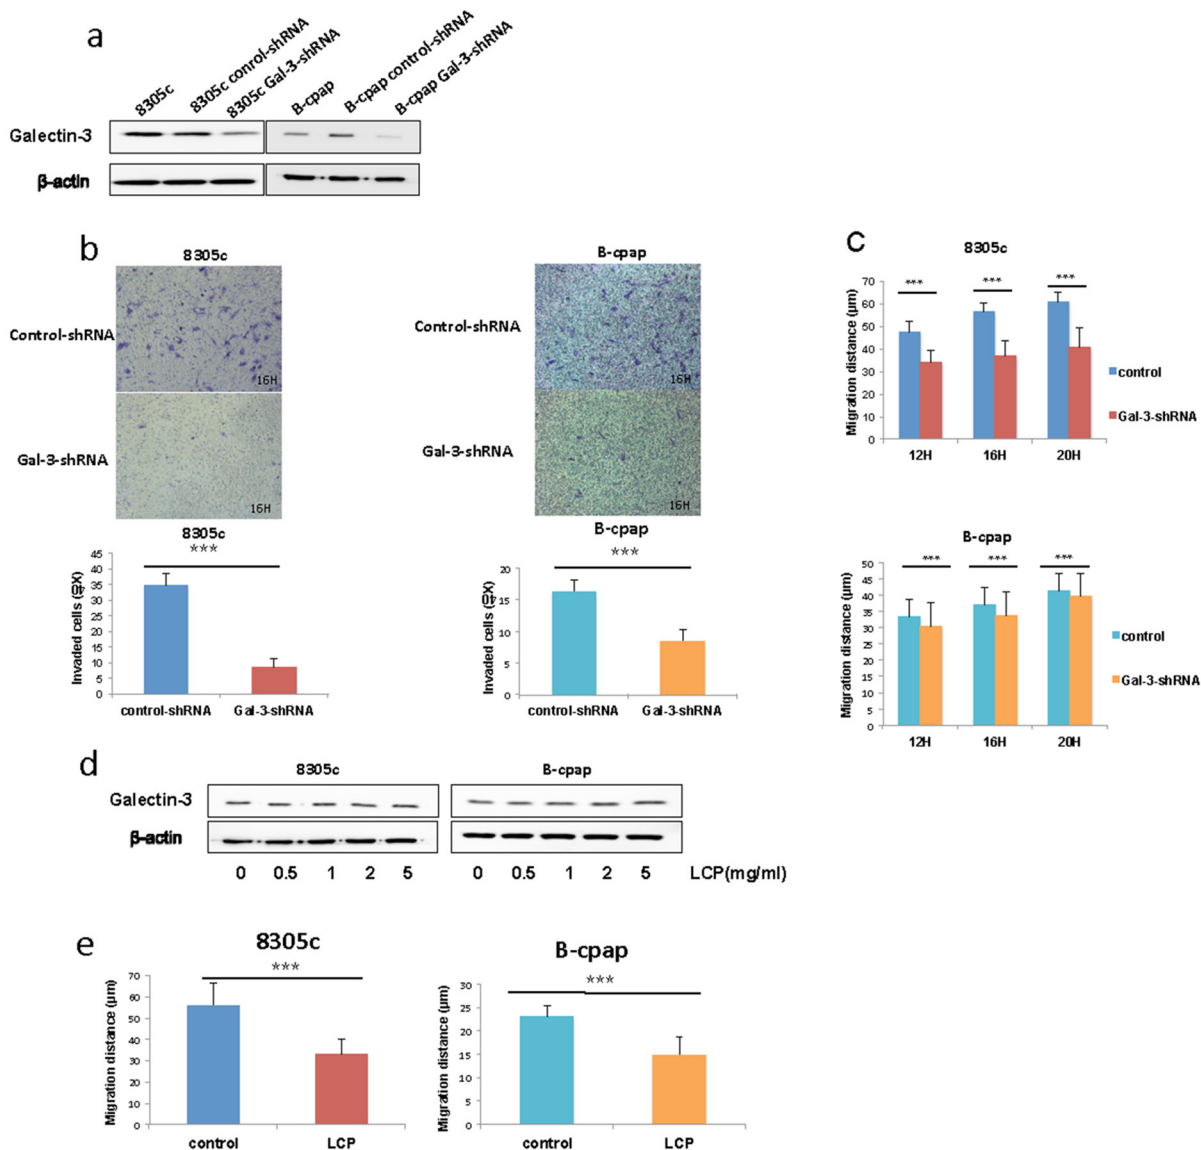 a
8305c
8305c conrol-shRNA
8305c Gal-3-shRNA
B-cpap
B-cpap control-shRNA
B-cpap Gal-3-shRNA
Galectin-3
β-actin
b
8305c
B-cpap
Control-shRNA
16H
Control-shRNA
16H
Gal-3-shRNA
16H
Gal-3-shRNA
16H
8305c
***
Invaded cells
45
40
35
30
25
20
15
10
5
0
control-shRNA Gal-3-shRNA
B-cpap
***
Invaded cells
20
15
10
5
0
control-shRNA Gal-3-shRNA
c
8305c
*** *** ***
Migration distance (μm)
70
60
50
40
30
20
10
0
12H 16H 20H
control
Gal-3-shRNA
B-cpap
*** *** ***
Migration distance (μm)
50
45
40
35
30
25
20
15
10
5
0
12H 16H 20H
control
Gal-3-shRNA
d
8305c
B-cpap
Galectin-3
β-actin
0 0.5 1 2 5 0 0.5 1 2 5 LCP(mg/ml)
e
8305c
***
Migration distance (μm)
70
60
50
40
30
20
10
0
control LCP
B-cpap
***
Migration distance (μm)
30
25
20
15
10
5
0
control LCP